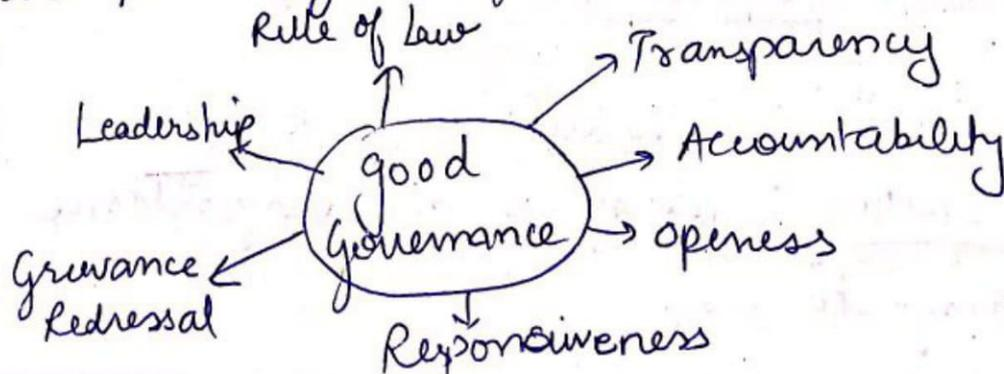 Rule of Law
Transparency
Leadership
Accountability
good
Governance
openess
Grievance
Redressal
Responsiveness